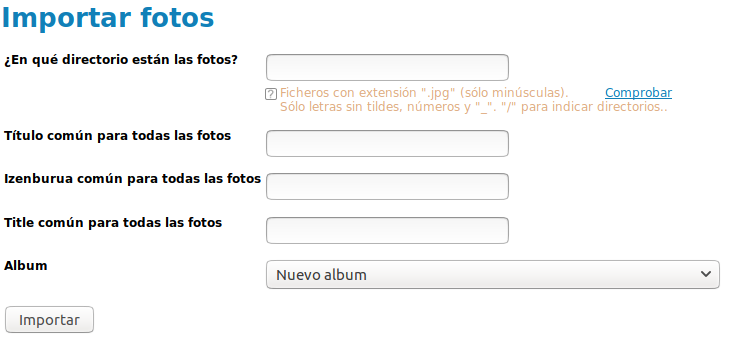 Importar fotos
¿En qué directorio están las fotos?
? Ficheros con extensión ".jpg" (sólo minúsculas). Comprobar
Sólo letras sin tildes, números y "_". "/" para indicar directorios..
Título común para todas las fotos
Izenburua común para todas las fotos
Title común para todas las fotos
Album
Nuevo album
Importar